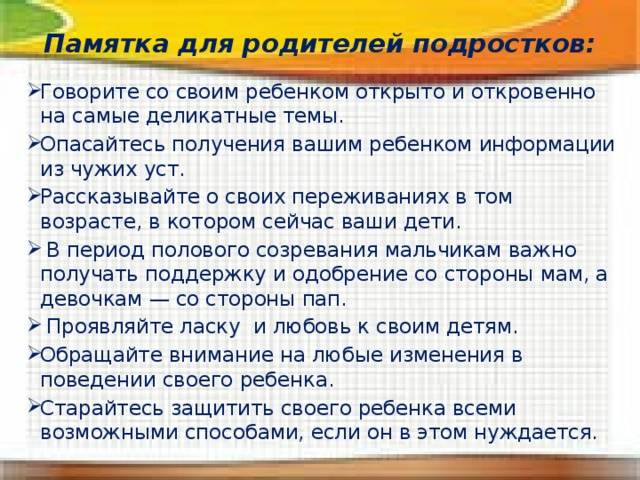 Памятка для родителей подростков:
➢Говорите со своим ребенком открыто и откровенно
на самые деликатные темы.
➢Опасайтесь получения вашим ребенком информации
из чужих уст.
➢Рассказывайте о своих переживаниях в том
возрасте, в котором сейчас ваши дети.
➢ В период полового созревания мальчикам важно
получать поддержку и одобрение со стороны мам, а
девочкам — со стороны пап.
➢ Проявляйте ласку  и любовь к своим детям.
➢Обращайте внимание на любые изменения в
поведении своего ребенка.
➢Старайтесь защитить своего ребенка всеми
возможными способами, если он в этом нуждается.